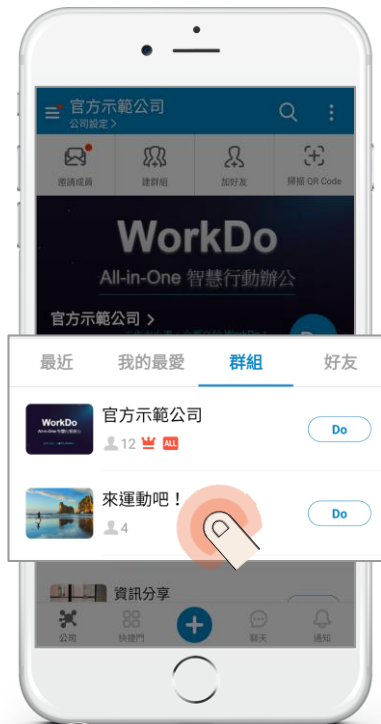 官方示範公司
公司設定 >
邀請成員
建群組
加好友
掃描 QR Code
WorkDo
All-in-One 智慧行動辦公
官方示範公司 >
最近
我的最愛
群組
好友
WorkDo
官方示範公司
12 ALL
Do
來運動吧！
4
Do
資訊分享
公司
快捷鬥
聊天
通知